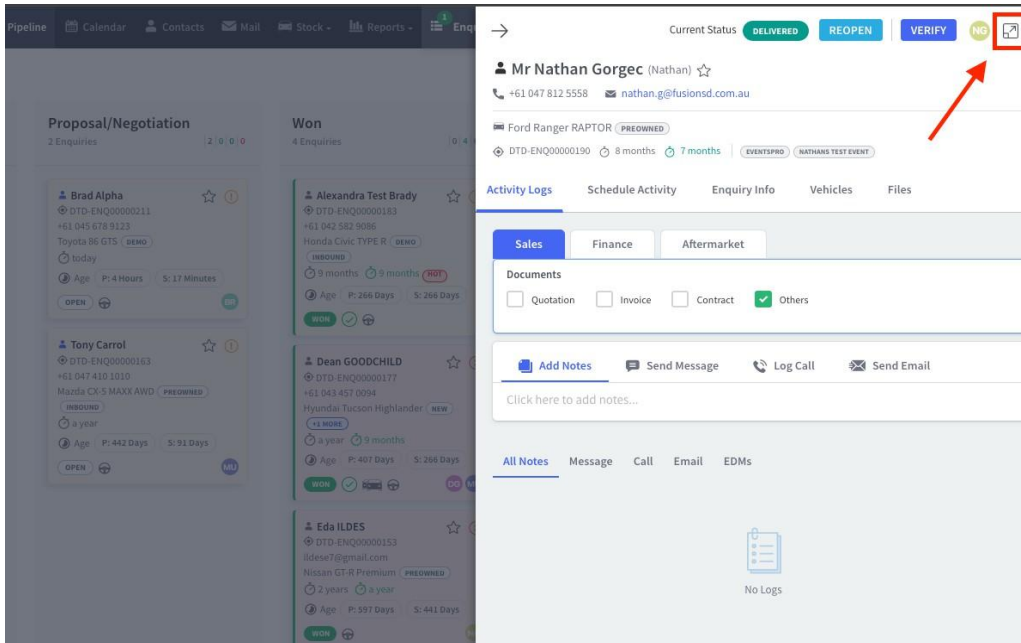 Pipeline Calendar Contacts Mail Stock Reports 1 Enqu
Proposal/Negotiation
2 Enquiries 2 0 0 0
Brad Alpha
DTD-ENQ00000211
+61 045 678 9123
Toyota 86 GTS DEMO
today
Age P: 4 Hours S: 17 Minutes
OPEN BR
Tony Carrol
DTD-ENQ00000163
+61 047 410 1010
Mazda CX-5 MAXX AWD PREOWNED
INBOUND
a year
Age P: 442 Days S: 91 Days
OPEN MU
Won
4 Enquiries 0 4
Alexandra Test Brady
DTD-ENQ00000183
+61 042 582 9086
Honda Civic TYPE R DEMO
INBOUND
9 months 9 months HOT
Age P: 266 Days S: 266 Days
WON
Dean GOODCHILD
DTD-ENQ00000177
+61 043 457 0094
Hyundai Tucson Highlander NEW
+1 MORE
a year 9 months
Age P: 407 Days S: 266 Days
WON DG
Eda ILDES
DTD-ENQ00000153
ildese7@gmail.com
Nissan GT-R Premium PREOWNED
2 years a year
Age P: 597 Days S: 441 Days
WON
Current Status DELIVERED REOPEN VERIFY NG
Mr Nathan Gorgec (Nathan)
+61 047 812 5558 nathan.g@fusionsd.com.au
Ford Ranger RAPTOR PREOWNED
DTD-ENQ00000190 8 months 7 months EVENTSPRO NATHANS TEST EVENT
Activity Logs Schedule Activity Enquiry Info Vehicles Files
Sales Finance Aftermarket
Documents
Quotation Invoice Contract Others
Add Notes Send Message Log Call Send Email
Click here to add notes...
All Notes Message Call Email EDMs
No Logs